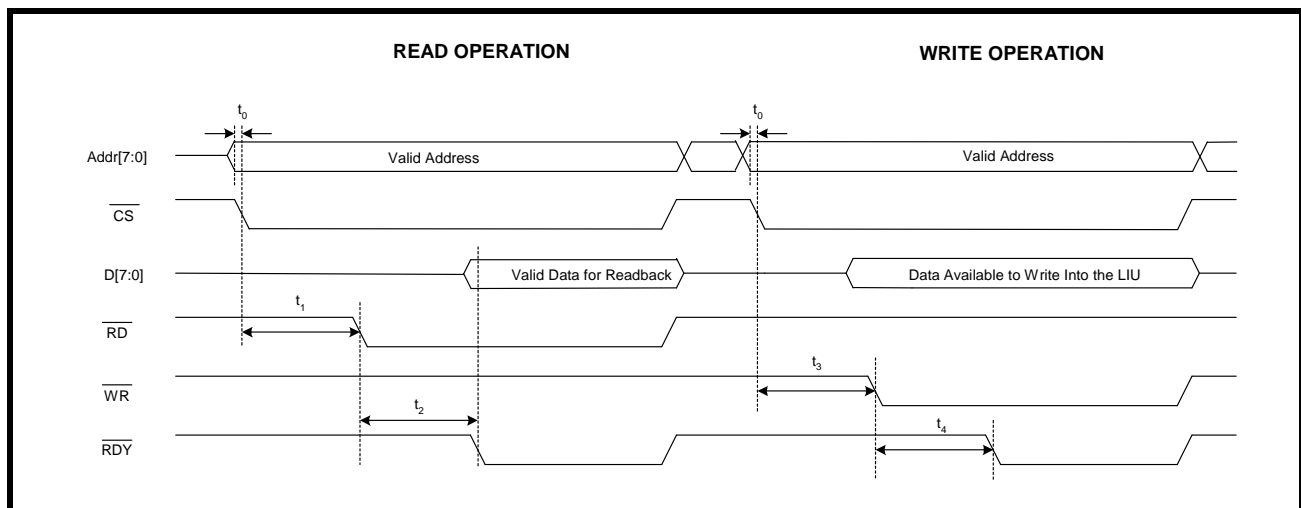 READ OPERATION
WRITE OPERATION
t0
t0
Addr[7:0]
Valid Address
Valid Address
CS
D[7:0]
Valid Data for Readback
Data Available to Write Into the LIU
t1
RD
t3
WR
t2
t4
RDY